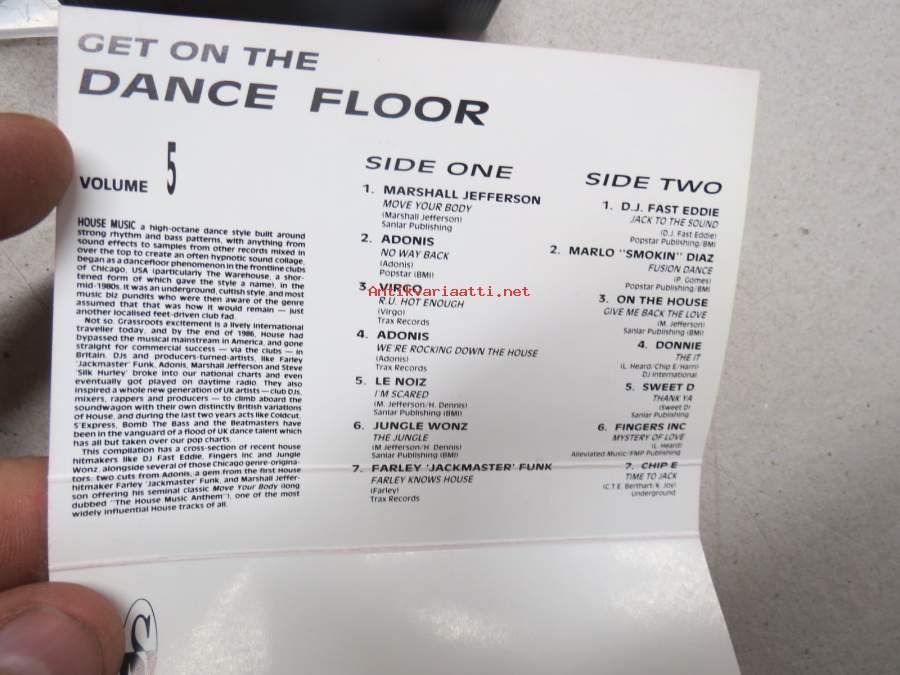 GET ON THE
DANCE FLOOR
VOLUME 5
HOUSE MUSIC a high-octane dance style built around
strong rhythm and bass patterns, with anything from
sound effects to samples from other records mixed in
over the top to create an often hypnotic sound collage,
began as a dancefloor phenomenon in the frontline clubs
of Chicago, USA (particularly The Warehouse, a shor-
tened form of which gave the style a name), in the
mid-1980s. It was an underground, cultish style, and most
music biz pundits who were then aware of the genre
assumed that that was how it would remain — just
another localised feet-driven club fad.
Not so. Grassroots excitement is a lively international
traveller today, and by the end of 1986, House had
bypassed the musical mainstream in America, and gone
straight for commercial success — via the clubs — in
Britain. DJs and producers-turned-artists, like Farley
'Jackmaster' Funk, Adonis, Marshall Jefferson and Steve
'Silk Hurley' broke into our national charts and even
eventually got played on daytime radio. They also
inspired a whole new generation of UK artists — club DJs,
mixers, rappers and producers — to climb aboard the
soundwagon with their own distinctly British variations
of House, and during the last two years acts like Coldcut,
S'Express, Bomb The Bass and the Beatmasters have
been in the vanguard of a flood of UK dance talent which
has all but taken over our pop charts.
This compilation has a cross-section of recent house
hitmakers like DJ Fast Eddie, Fingers Inc and Jungle
Wonz, alongside several of those Chicago genre-origina-
tors: two cuts from Adonis, a gem from the first House
hitmaker Farley 'Jackmaster' Funk, and Marshall Jeffer-
son offering his seminal classic Move Your Body (long
dubbed "The House Music Anthem"), one of the most
widely influential House tracks of all.
SIDE ONE
1. MARSHALL JEFFERSON
MOVE YOUR BODY
(Marshall Jefferson)
Sanlar Publishing
2. ADONIS
NO WAY BACK
(Adonis)
Popstar (BMI)
3. VIRGO
R.U. HOT ENOUGH
(Virgo)
Trax Records
4. ADONIS
WE'RE ROCKING DOWN THE HOUSE
(Adonis)
Trax Records
5. LE NOIZ
I'M SCARED
(M. Jefferson/H. Dennis)
Sanlar Publishing (BMI)
6. JUNGLE WONZ
THE JUNGLE
(M Jefferson/H. Dennis)
Sanlar Publishing (BMI)
7. FARLEY 'JACKMASTER' FUNK
FARLEY KNOWS HOUSE
(Farley)
Trax Records
SIDE TWO
1. D.J. FAST EDDIE
JACK TO THE SOUND
(D.J. Fast Eddie)
Popstar Publishing/BMI
2. MARLO "SMOKIN" DIAZ
FUSION DANCE
(P. Gomes)
Popstar Publishing/BMI
3. ON THE HOUSE
GIVE ME BACK THE LOVE
(M. Jefferson)
Sanlar Publishing (BMI)
4. DONNIE
THE IT
(L. Heard/Chip E/Harri)
DJ International
5. SWEET D
THANK YA
(Sweet D)
Sanlar Publishing
6. FINGERS INC
MYSTERY OF LOVE
(L. Heard)
Alleviated Music/FMP Publishing
7. CHIP E
TIME TO JACK
(C.T.E. Berthart/K. Joy)
Underground
Antikvariaatti.net